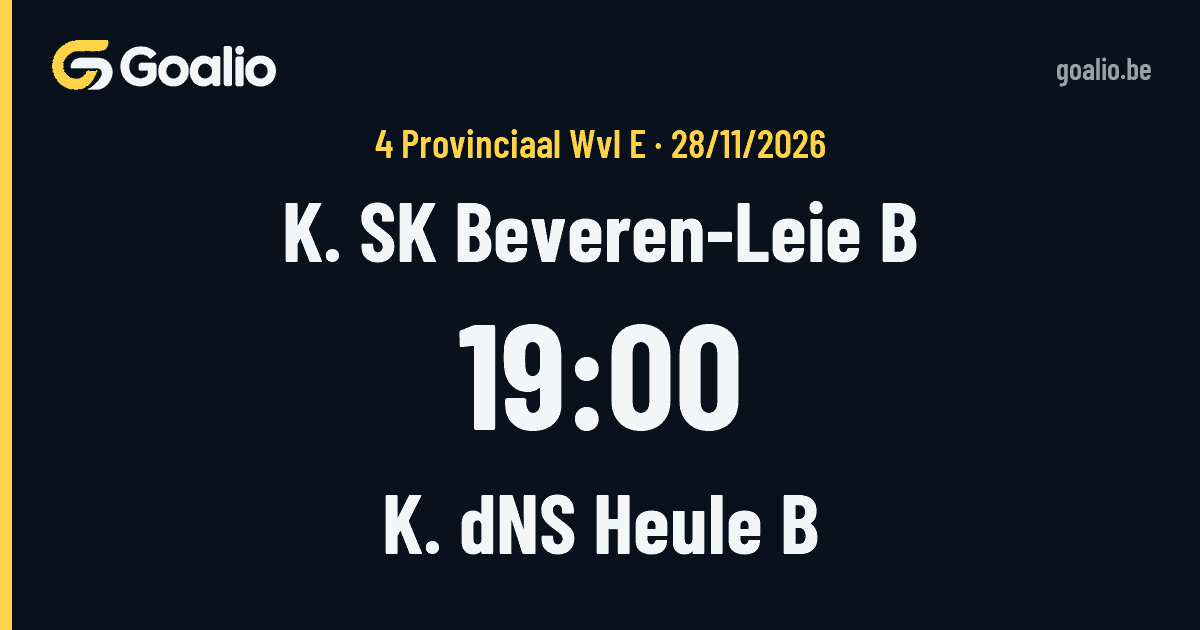 Goalio
goalio.be
4 Provinciaal Wvl E · 28/11/2026
K. SK Beveren-Leie B
19:00
K. dNS Heule B